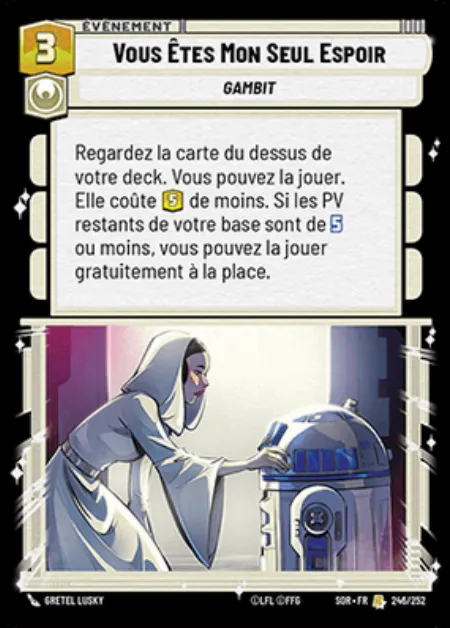 ÉVÉNEMENT
3
VOUS ÊTES MON SEUL ESPOIR
GAMBIT
Regardez la carte du dessus de
votre deck. Vous pouvez la jouer.
Elle coûte 5 de moins. Si les PV
restants de votre base sont de 5
ou moins, vous pouvez la jouer
gratuitement à la place.
GRETEL LUSKY
©LFL ©FFG
SOR • FR
246/252